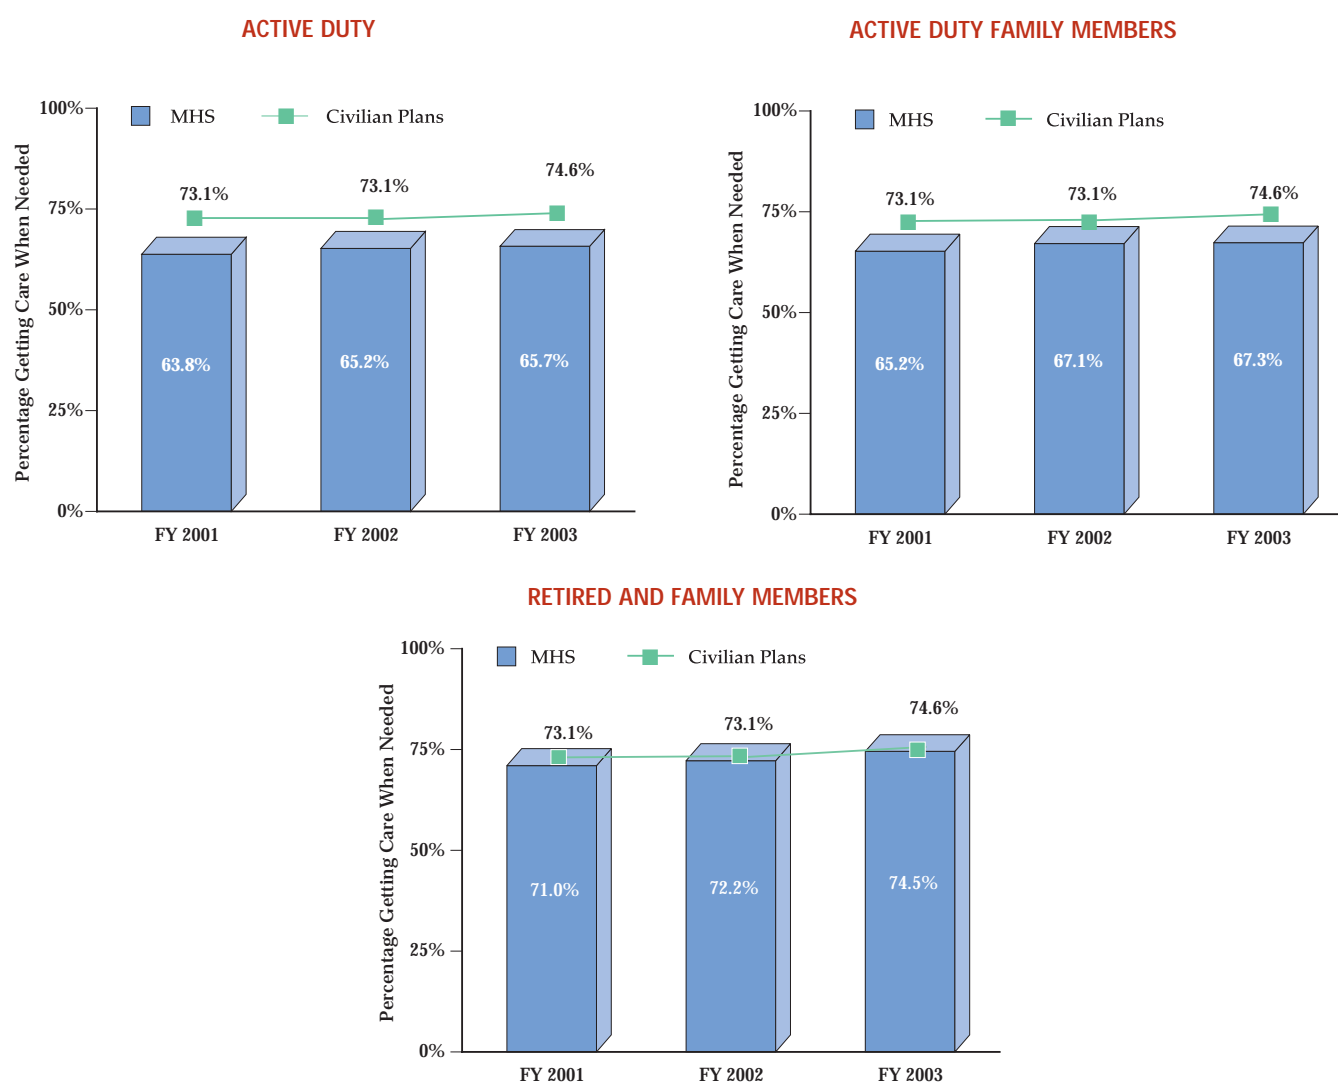 ACTIVE DUTY
100%
MHS
Civilian Plans
74.6%
73.1%
73.1%
75%
50%
63.8%
65.2%
65.7%
25%
0%
FY 2001
FY 2002
FY 2003
Percentage Getting Care When Needed
ACTIVE DUTY FAMILY MEMBERS
100%
MHS
Civilian Plans
73.1%
73.1%
74.6%
75%
50%
65.2%
67.1%
67.3%
25%
0%
FY 2001
FY 2002
FY 2003
Percentage Getting Care When Needed
RETIRED AND FAMILY MEMBERS
100%
MHS
Civilian Plans
73.1%
73.1%
74.6%
75%
50%
71.0%
72.2%
74.5%
25%
0%
FY 2001
FY 2002
FY 2003
Percentage Getting Care When Needed